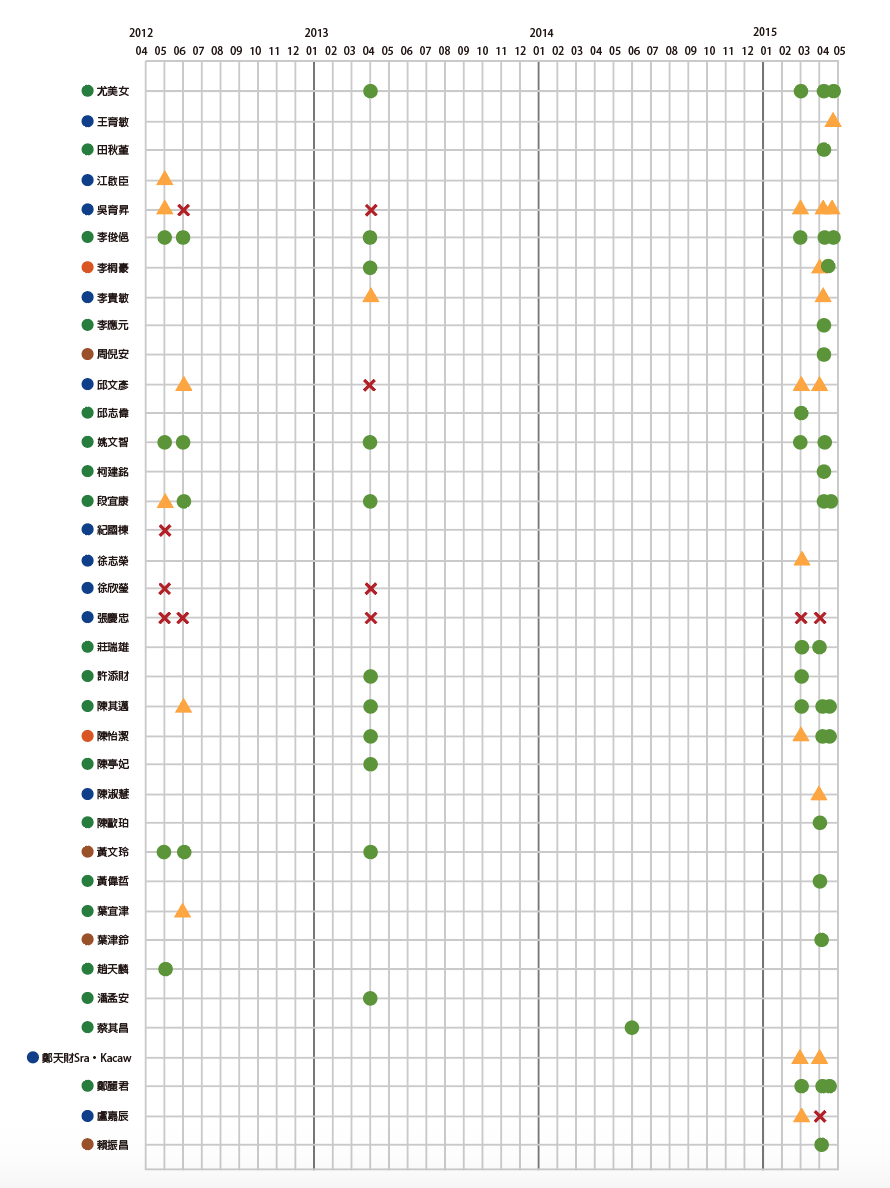 2012 2013 2014 2015
04 05 06 07 08 09 10 11 12 01 02 03 04 05 06 07 08 09 10 11 12 01 02 03 04 05 06 07 08 09 10 11 12 01 02 03 04 05
尤美女
王育敏
田秋堇
江啟臣
吳育昇
李俊俋
李桐豪
李貴敏
李應元
周倪安
邱文彥
邱志偉
姚文智
柯建銘
段宜康
紀國棟
徐志榮
徐欣瑩
張慶忠
莊瑞雄
許添財
陳其邁
陳怡潔
陳亭妃
陳淑慧
陳歐珀
黃文玲
黃偉哲
葉宜津
葉津鈴
趙天麟
潘孟安
蔡其昌
鄭天財Sra・Kacaw
鄭麗君
盧嘉辰
賴振昌